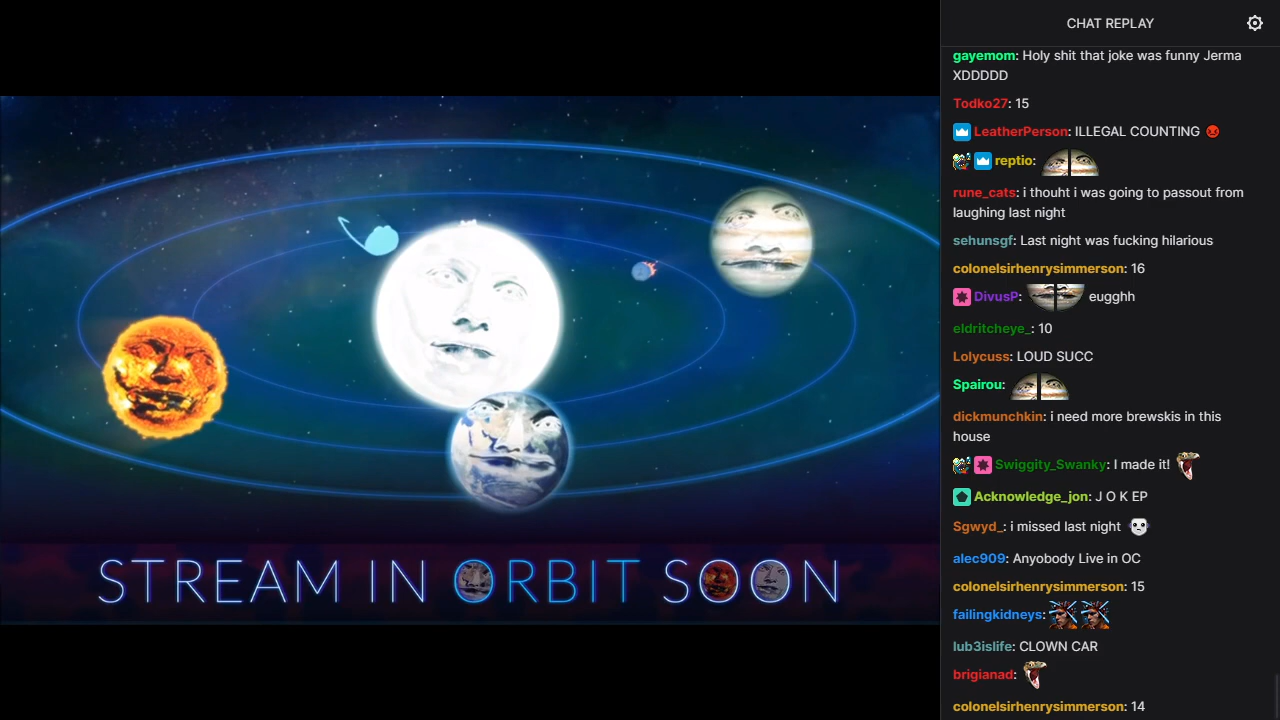 STREAM IN ORBIT SOON
CHAT REPLAY
gayemom: Holy shit that joke was funny Jerma
XDDDDD
Todko27: 15
LeatherPerson: ILLEGAL COUNTING
reptio:
rune_cats: i thouht i was going to passout from
laughing last night
sehunsgf: Last night was fucking hilarious
colonelsirhenrysimmerson: 16
DivusP: eugghh
eldritcheye_: 10
Lolycuss: LOUD SUCC
Spairou:
dickmunchkin: i need more brewskis in this
house
Swiggity_Swanky: I made it!
Acknowledge_jon: J O K EP
Sgwyd_: i missed last night
alec909: Anyobody Live in OC
colonelsirhenrysimmerson: 15
failingkidneys:
lub3islife: CLOWN CAR
brigianad:
colonelsirhenrysimmerson: 14